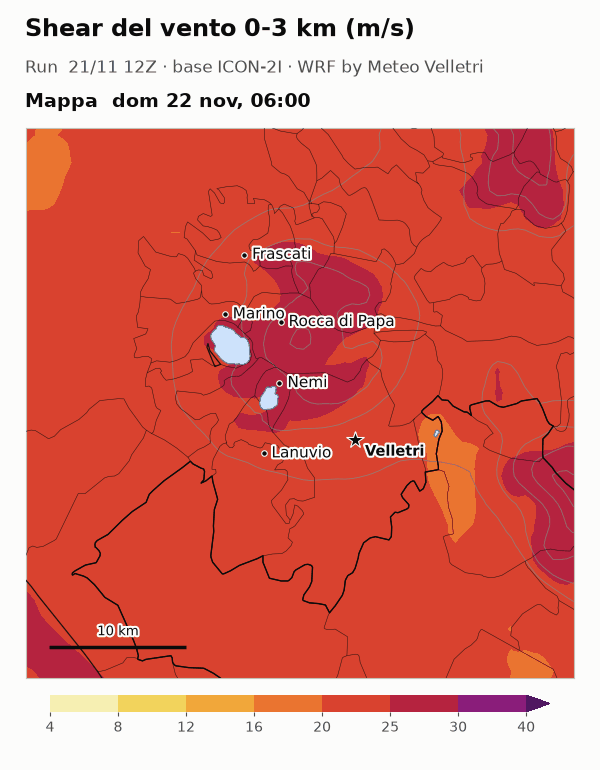 Shear del vento 0-3 km (m/s)
Run  21/11 12Z · base ICON-2I · WRF by Meteo Velletri
Mappa  dom 22 nov, 06:00
Frascati
Marino
Rocca di Papa
Nemi
Lanuvio
Velletri
10 km
4 8 12 16 20 25 30 40